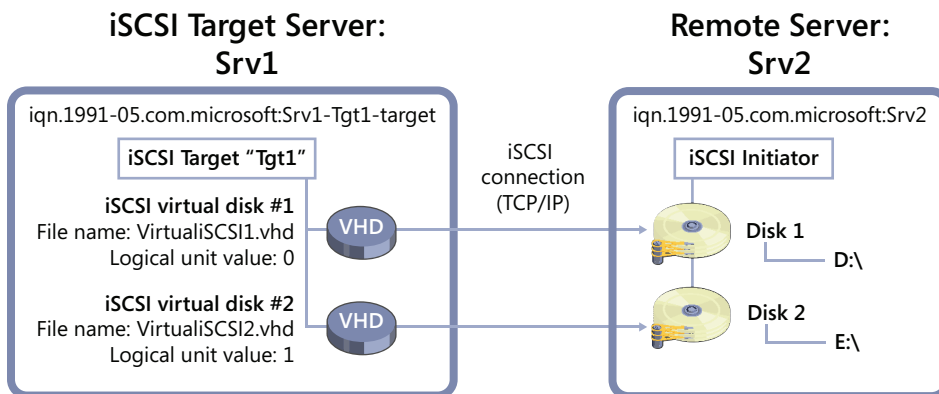 iSCSI Target Server:
Srv1
Remote Server:
Srv2
iqn.1991-05.com.microsoft:Srv1-Tgt1-target
iSCSI Target “Tgt1”
iSCSI virtual disk #1
File name: VirtualiSCSI1.vhd
Logical unit value: 0
VHD
iSCSI virtual disk #2
File name: VirtualiSCSI2.vhd
Logical unit value: 1
VHD
iSCSI
connection
(TCP/IP)
iqn.1991-05.com.microsoft:Srv2
iSCSI Initiator
Disk 1
D:\
Disk 2
E:\